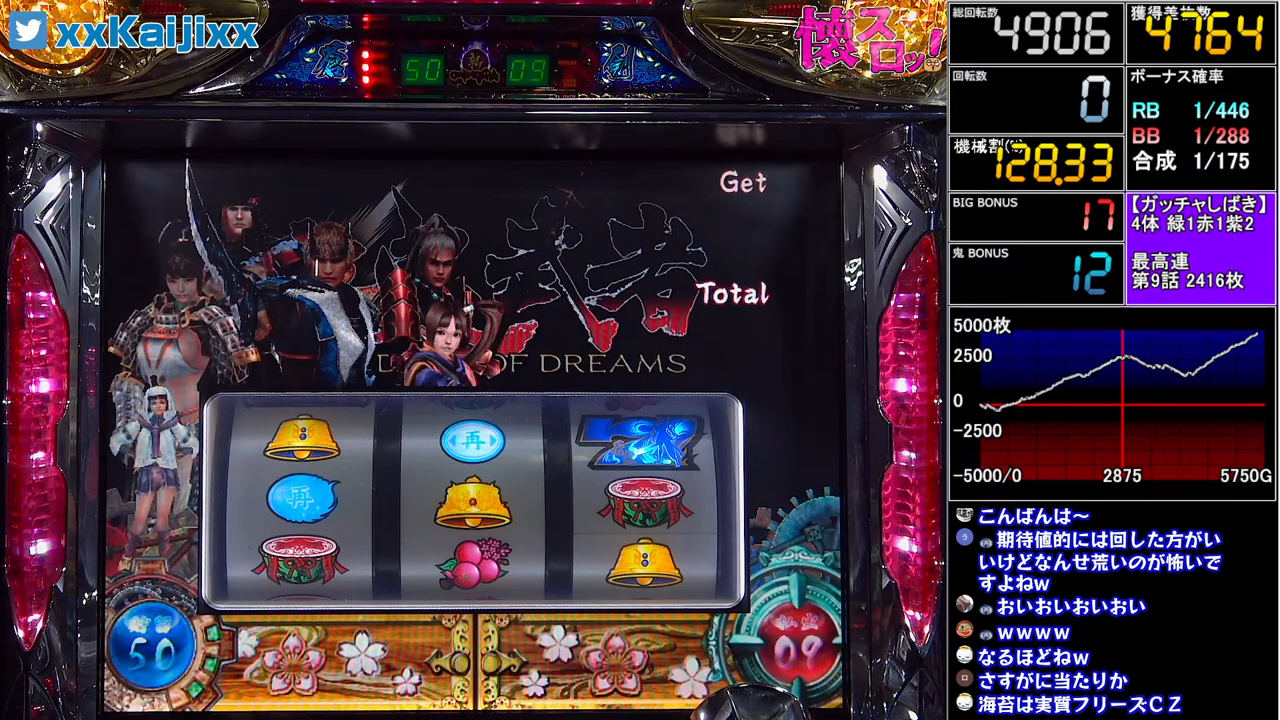 xxKaijixx
蒼
50
09
剣
懐スロッ!
Get
武者
Total
D OF DREAMS
再
再
50
09
総回転数
4906
獲得差枚数
4764
回転数
0
ボーナス確率
RB 1/446
BB 1/288
合成 1/175
機械割(%)
128.33
BIG BONUS
17
【ガッチャしばき】
4体 緑1赤1紫2
最高連
第9話 2416枚
鬼 BONUS
12
5000枚
2500
0
-2500
-5000/0
2875
5750G
こんばんは~
期待値的には回した方がい
いけどなんせ荒いのが怖いで
すよねw
おいおいおいおい
wwww
なるほどねw
さすがに当たりか
海苔は実質フリーズCZ